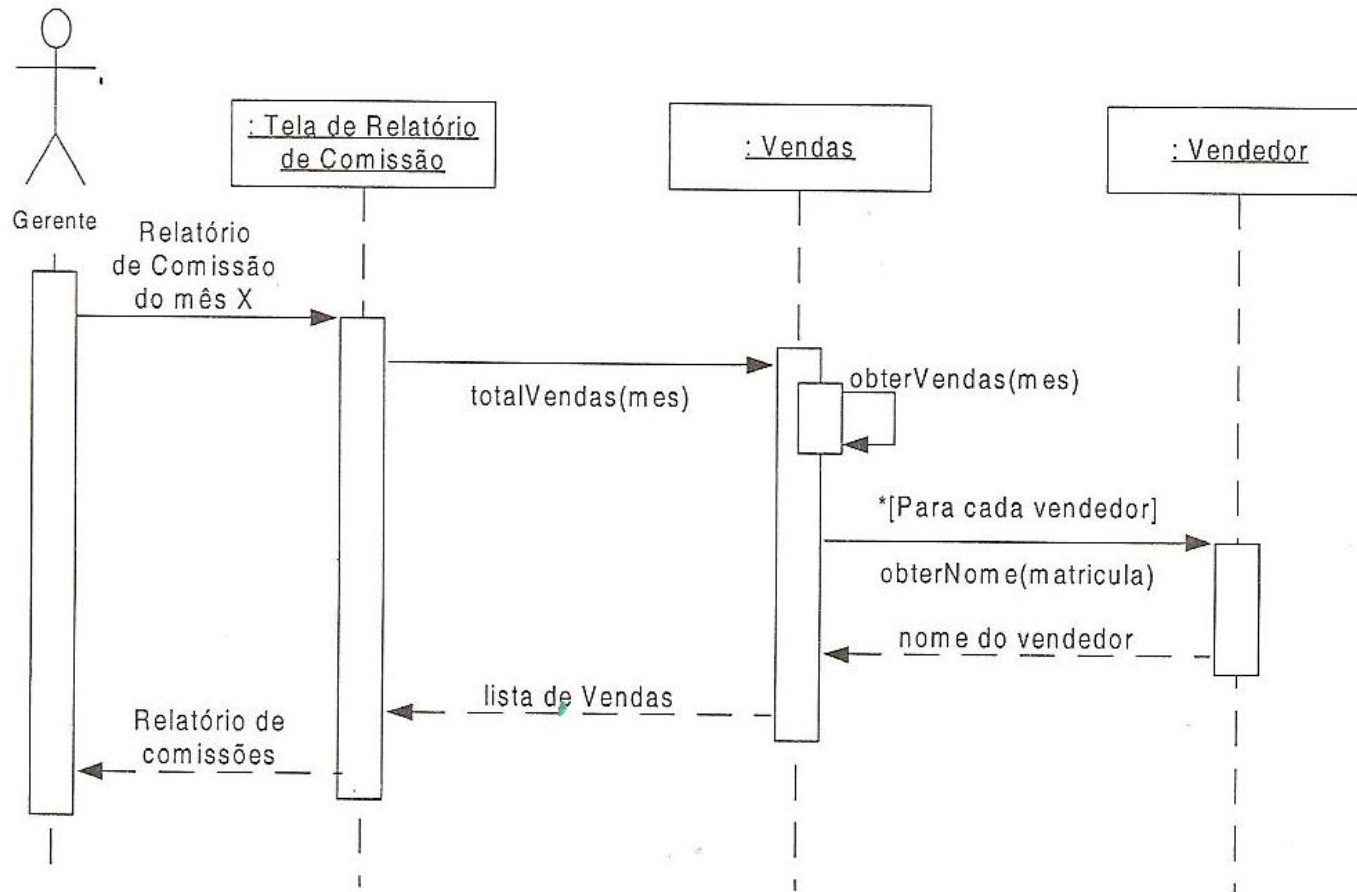 : Tela de Relatório
de Comissão
: Vendas
: Vendedor
Gerente
Relatório
de Comissão
do mês X
totalVendas(mes)
obterVendas(mes)
*[Para cada vendedor]
obterNome(matricula)
nome do vendedor
lista de Vendas
Relatório de
comissões